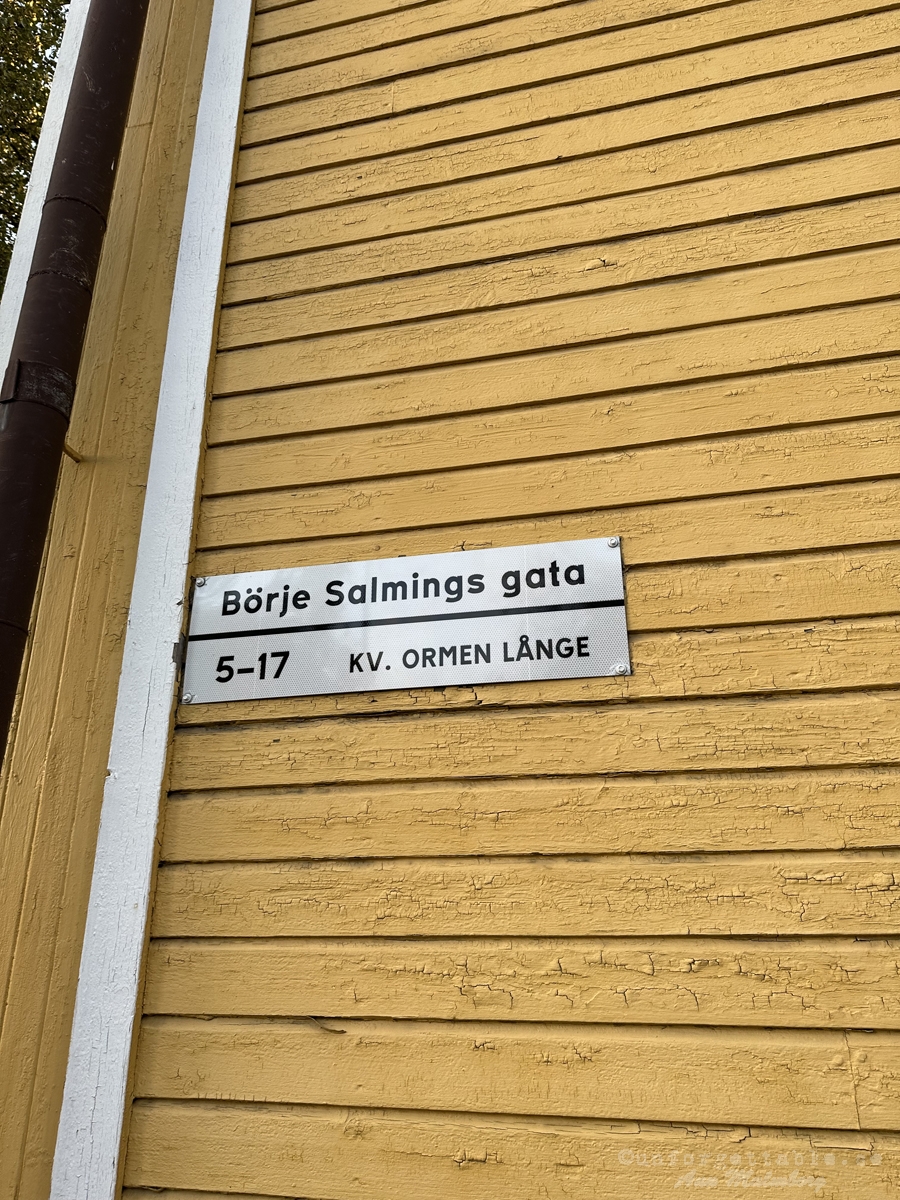 Börje Salmings gata
5-17 KV. ORMEN LÅNGE